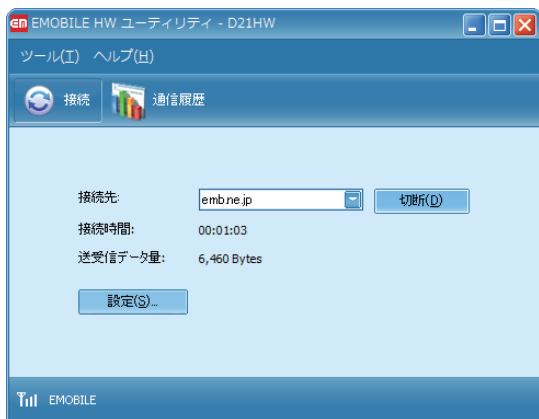 EM EMOBILE HW ユーティリティ - D21HW
ツール(T) ヘルプ(H)
接続 通信履歴
接続先: emb.ne.jp 切断(D)
接続時間: 00:01:03
送受信データ量: 6,460 Bytes
設定(S)...
EMOBILE